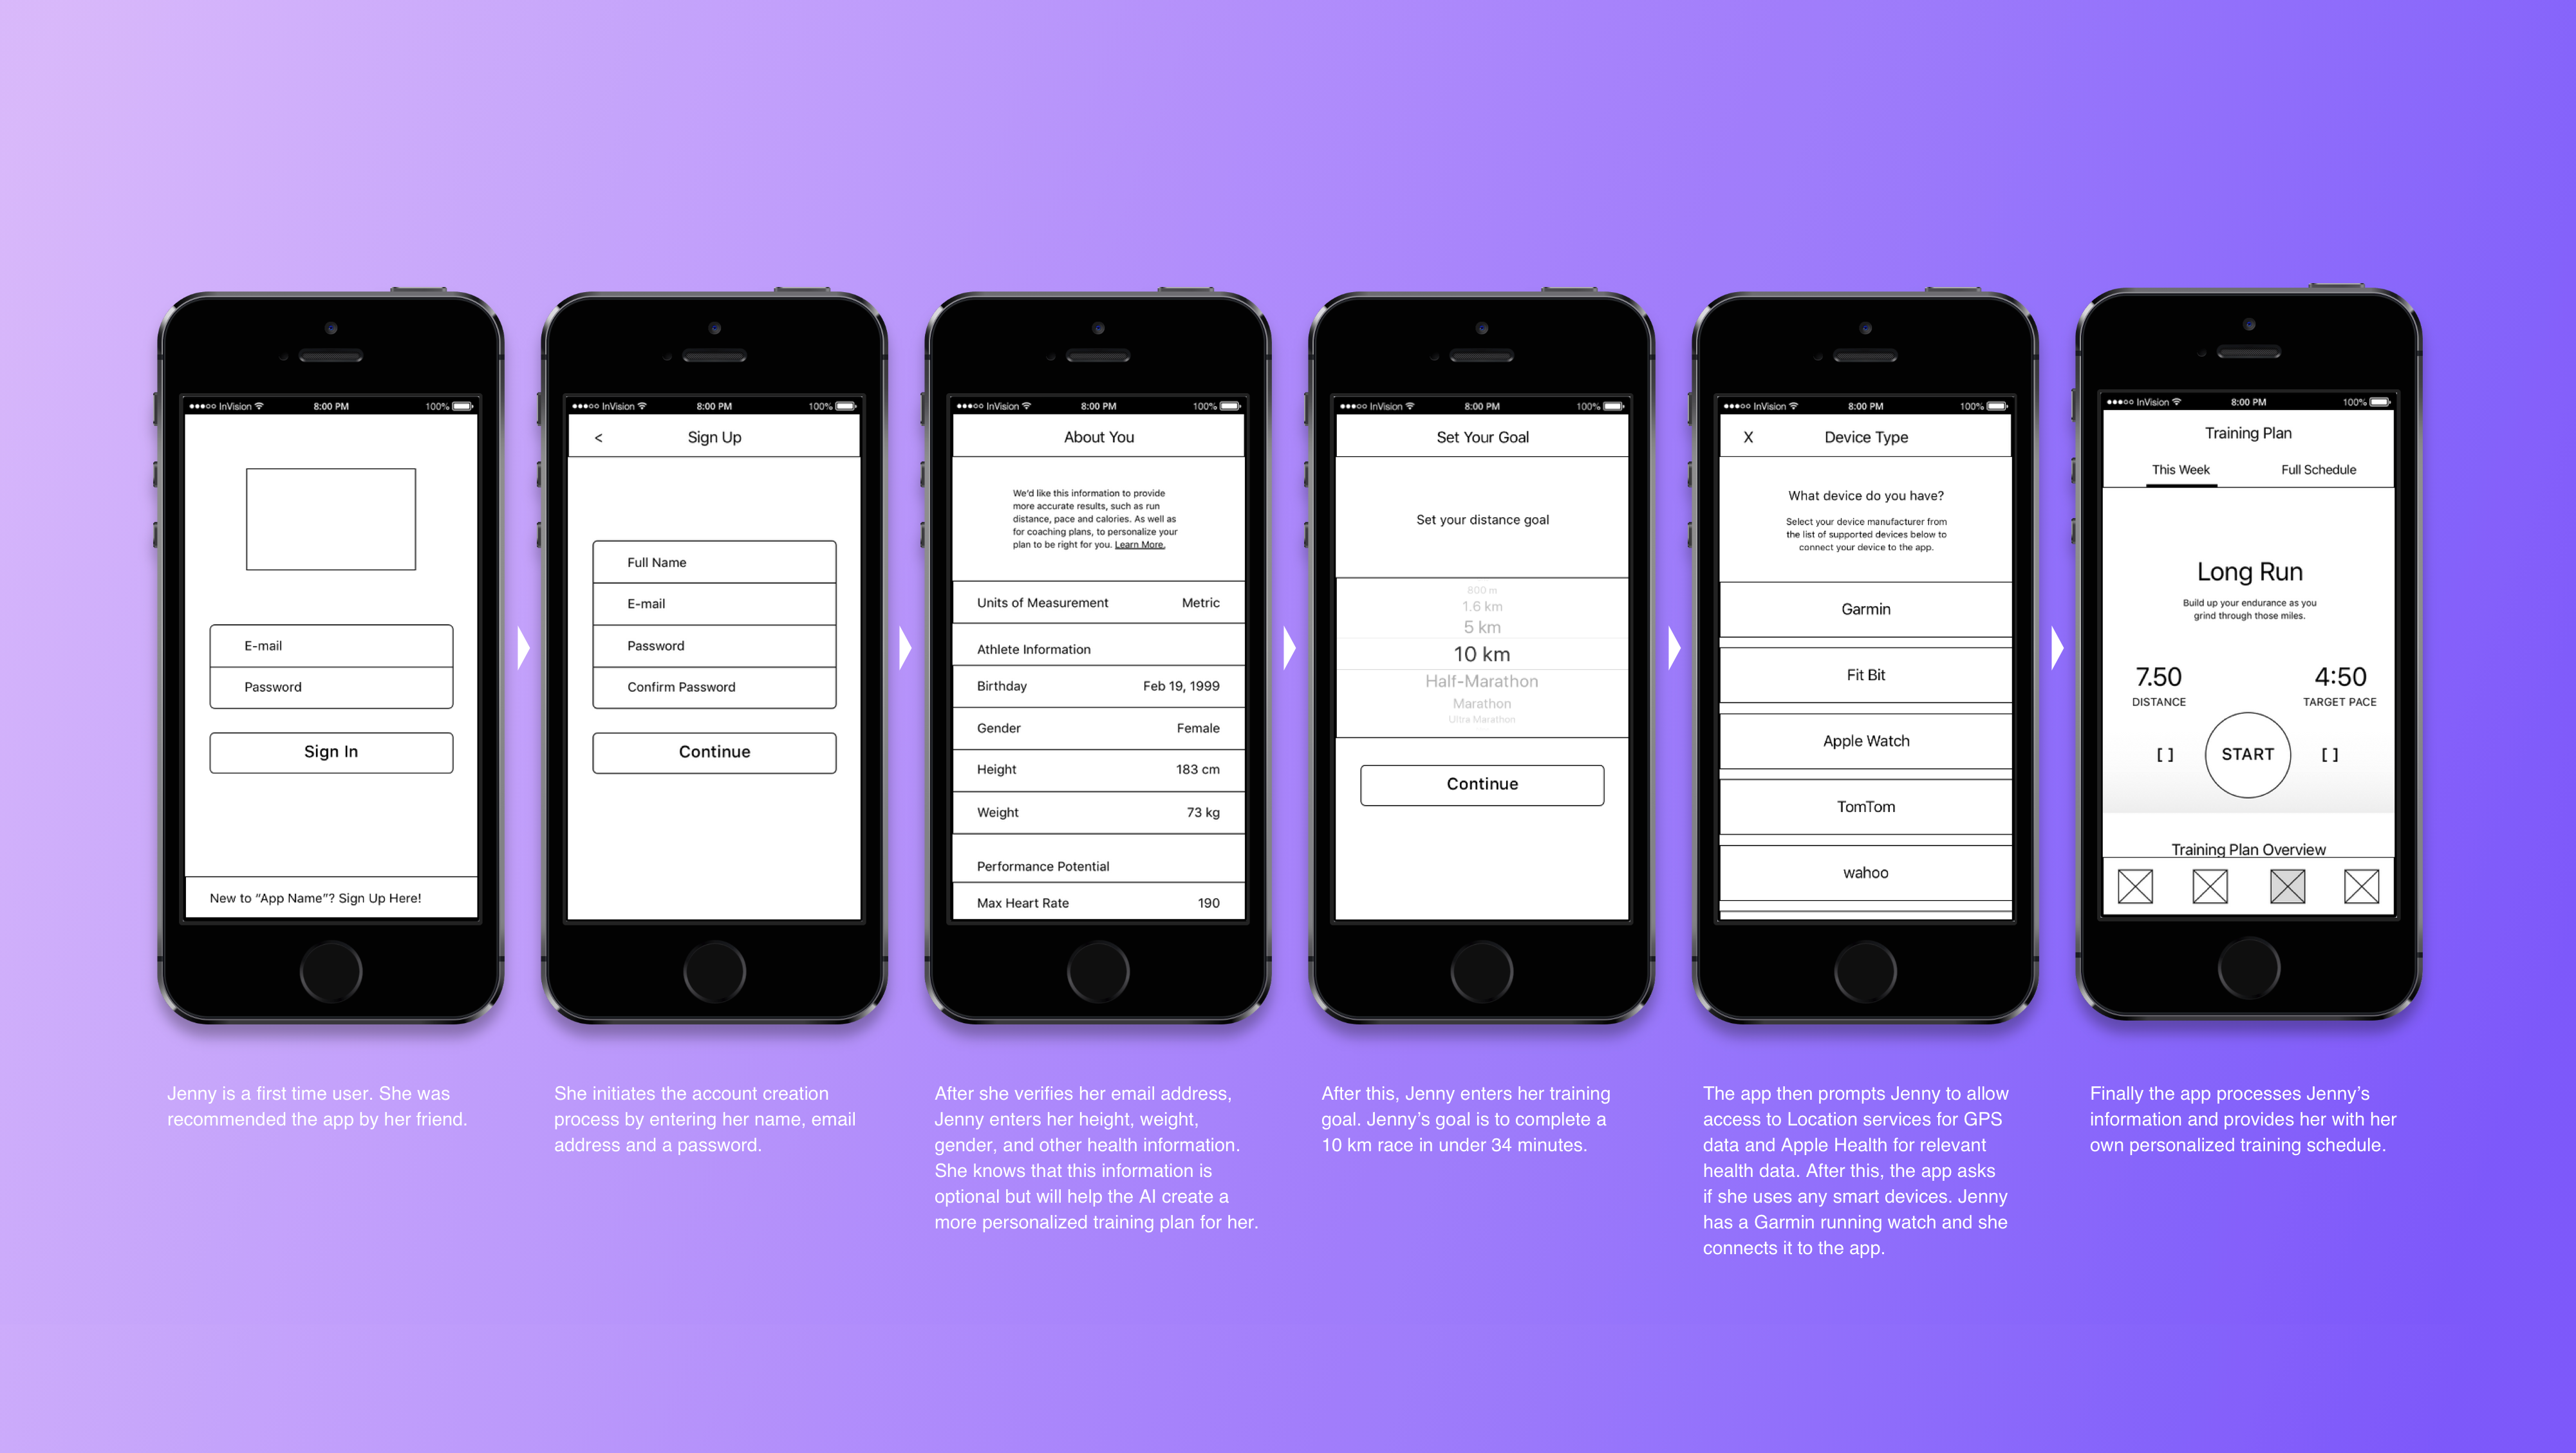 InVision 8:00 PM 100%
E-mail
Password
Sign In
New to “App Name”? Sign Up Here!
Jenny is a first time user. She was
recommended the app by her friend.
InVision 8:00 PM 100%
< Sign Up
Full Name
E-mail
Password
Confirm Password
Continue
She initiates the account creation
process by entering her name, email
address and a password.
InVision 8:00 PM 100%
About You
We'd like this information to provide
more accurate results, such as run
distance, pace and calories. As well as
for coaching plans, to personalize your
plan to be right for you. Learn More.
Units of Measurement Metric
Athlete Information
Birthday Feb 19, 1999
Gender Female
Height 183 cm
Weight 73 kg
Performance Potential
Max Heart Rate 190
After she verifies her email address,
Jenny enters her height, weight,
gender, and other health information.
She knows that this information is
optional but will help the AI create a
more personalized training plan for her.
InVision 8:00 PM 100%
Set Your Goal
Set your distance goal
800 m
1.6 km
5 km
10 km
Half-Marathon
Marathon
Ultra Marathon
Continue
After this, Jenny enters her training
goal. Jenny’s goal is to complete a
10 km race in under 34 minutes.
InVision 8:00 PM 100%
X Device Type
What device do you have?
Select your device manufacturer from
the list of supported devices below to
connect your device to the app.
Garmin
Fit Bit
Apple Watch
TomTom
wahoo
The app then prompts Jenny to allow
access to Location services for GPS
data and Apple Health for relevant
health data. After this, the app asks
if she uses any smart devices. Jenny
has a Garmin running watch and she
connects it to the app.
InVision 8:00 PM 100%
Training Plan
This Week Full Schedule
Long Run
Build up your endurance as you
grind through those miles.
7.50 4:50
DISTANCE TARGET PACE
[ ] START [ ]
Training Plan Overview
Finally the app processes Jenny’s
information and provides her with her
own personalized training schedule.